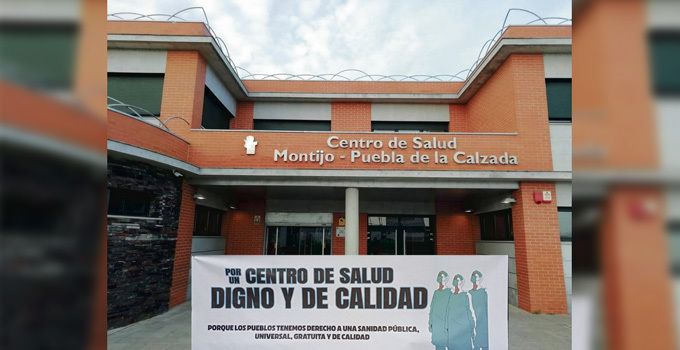 Centro de Salud
Montijo - Puebla de la Calzada
POR UN CENTRO DE SALUD
DIGNO Y DE CALIDAD
PORQUE LOS PUEBLOS TENEMOS DERECHO A UNA SANIDAD PÚBLICA,
UNIVERSAL, GRATUITA Y DE CALIDAD